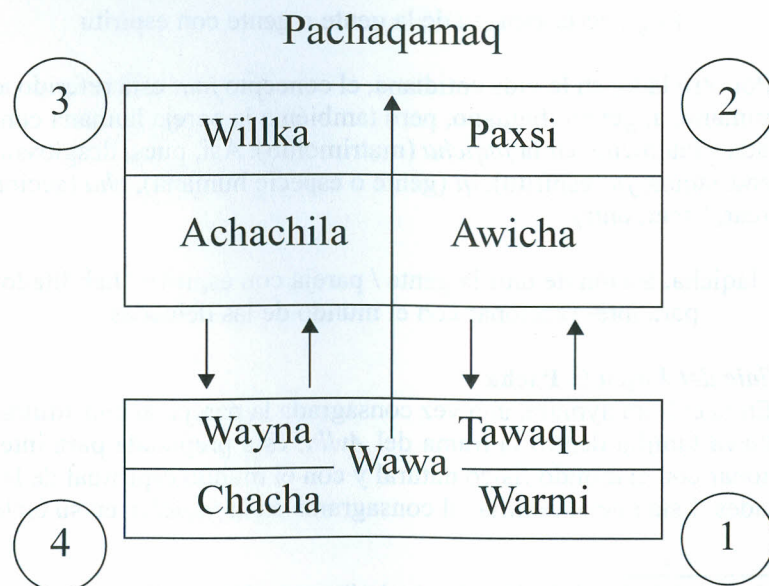 Pachaqamaq
3 2
Willka Paxsi
Achachila Awicha
Wayna Tawaqu
Wawa
Chacha Warmi
4 1